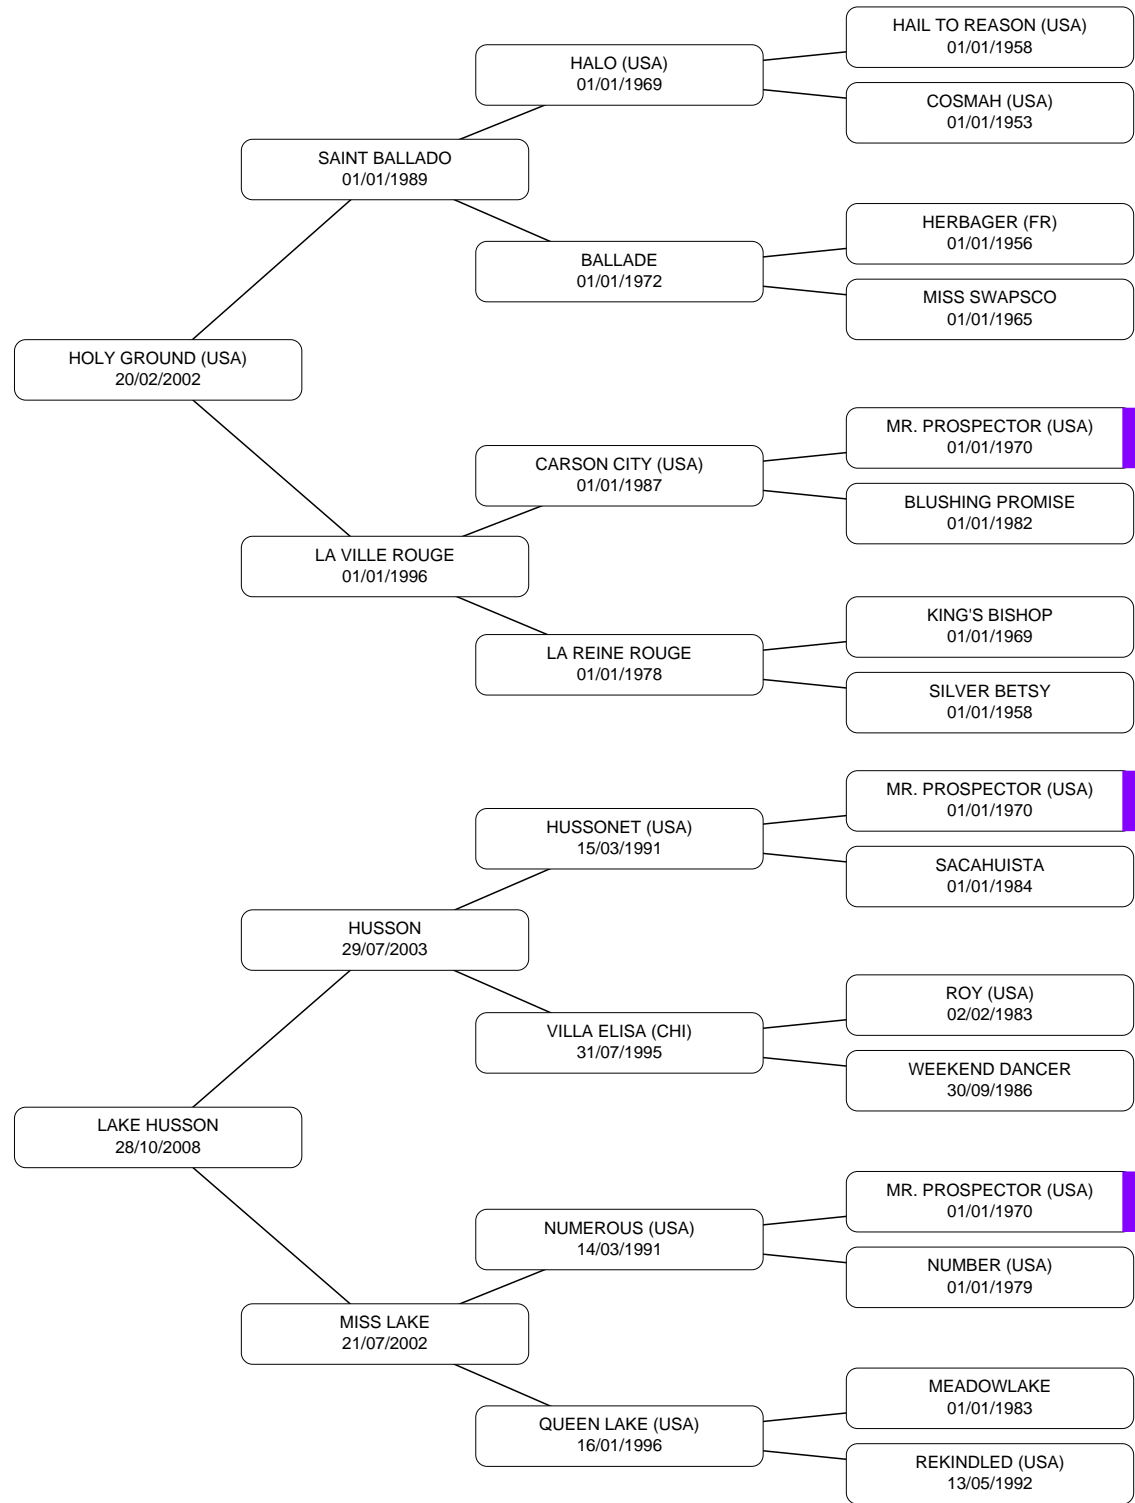 HAIL TO REASON (USA)
01/01/1958
HALO (USA)
01/01/1969
COSMAH (USA)
01/01/1953
SAINT BALLADO
01/01/1989
HERBAGER (FR)
01/01/1956
BALLADE
01/01/1972
MISS SWAPSCO
01/01/1965
HOLY GROUND (USA)
20/02/2002
MR. PROSPECTOR (USA)
01/01/1970
CARSON CITY (USA)
01/01/1987
BLUSHING PROMISE
01/01/1982
LA VILLE ROUGE
01/01/1996
KING'S BISHOP
01/01/1969
LA REINE ROUGE
01/01/1978
SILVER BETSY
01/01/1958
MR. PROSPECTOR (USA)
01/01/1970
HUSSONET (USA)
15/03/1991
SACAHUISTA
01/01/1984
HUSSON
29/07/2003
ROY (USA)
02/02/1983
VILLA ELISA (CHI)
31/07/1995
WEEKEND DANCER
30/09/1986
LAKE HUSSON
28/10/2008
MR. PROSPECTOR (USA)
01/01/1970
NUMEROUS (USA)
14/03/1991
NUMBER (USA)
01/01/1979
MISS LAKE
21/07/2002
MEADOWLAKE
01/01/1983
QUEEN LAKE (USA)
16/01/1996
REKINDLED (USA)
13/05/1992